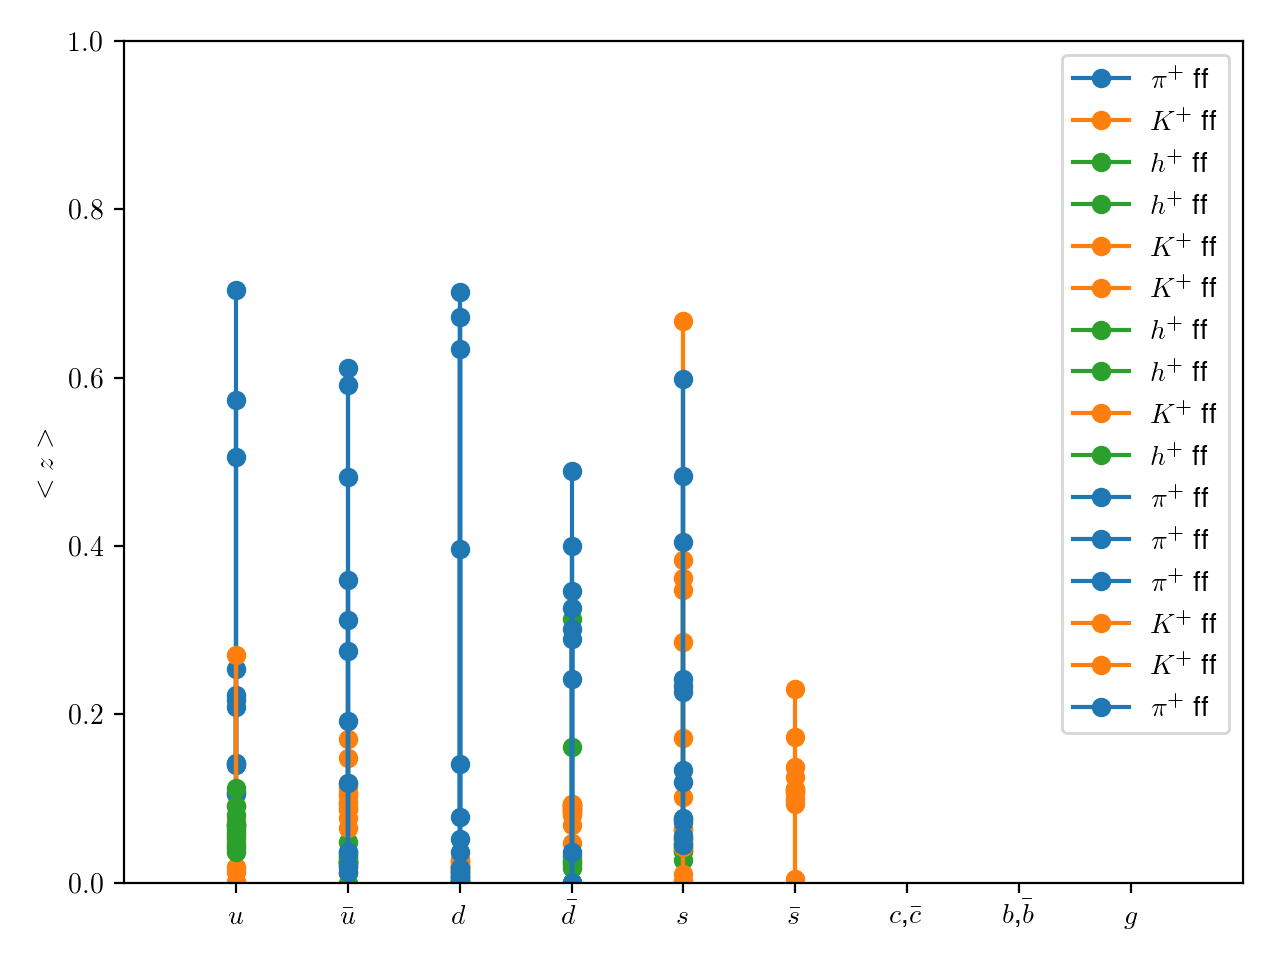 1.0
0.8
0.6
0.4
0.2
0.0
< z >
u
ū
d
d̄
s
s̄
c,c̄
b,b̄
g
π⁺ ff
K⁺ ff
h⁺ ff
h⁺ ff
K⁺ ff
K⁺ ff
h⁺ ff
h⁺ ff
K⁺ ff
h⁺ ff
π⁺ ff
π⁺ ff
π⁺ ff
K⁺ ff
K⁺ ff
π⁺ ff